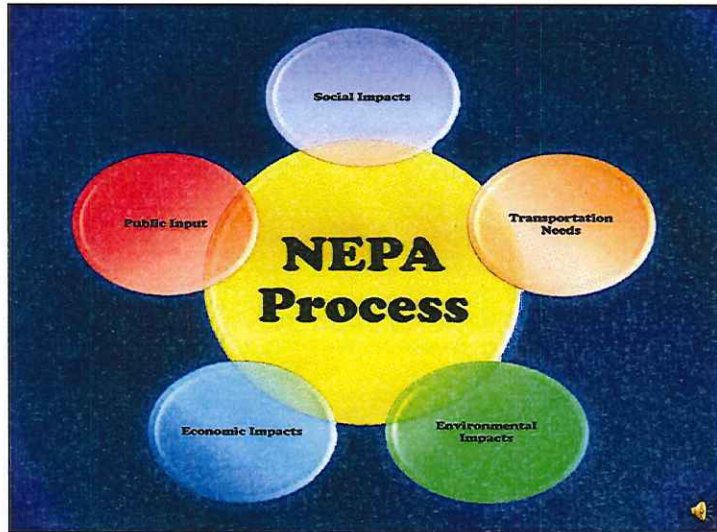 Social Impacts
Public Input
Transportation
Needs
NEPA
Process
Economic Impacts
Environmental
Impacts